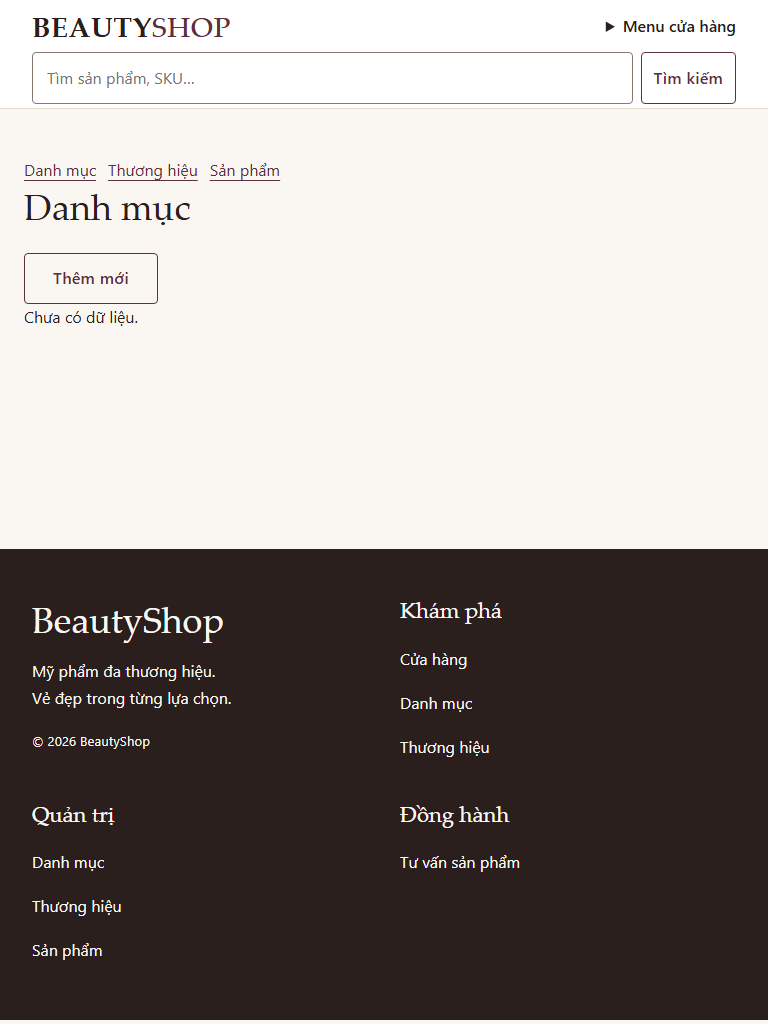 BEAUTYSHOP
▶ Menu cửa hàng
Tìm sản phẩm, SKU...
Tìm kiếm
Danh mục Thương hiệu Sản phẩm
Danh mục
Thêm mới
Chưa có dữ liệu.
BeautyShop
Mỹ phẩm đa thương hiệu.
Vẻ đẹp trong từng lựa chọn.
© 2026 BeautyShop
Khám phá
Cửa hàng
Danh mục
Thương hiệu
Quản trị
Danh mục
Thương hiệu
Sản phẩm
Đồng hành
Tư vấn sản phẩm